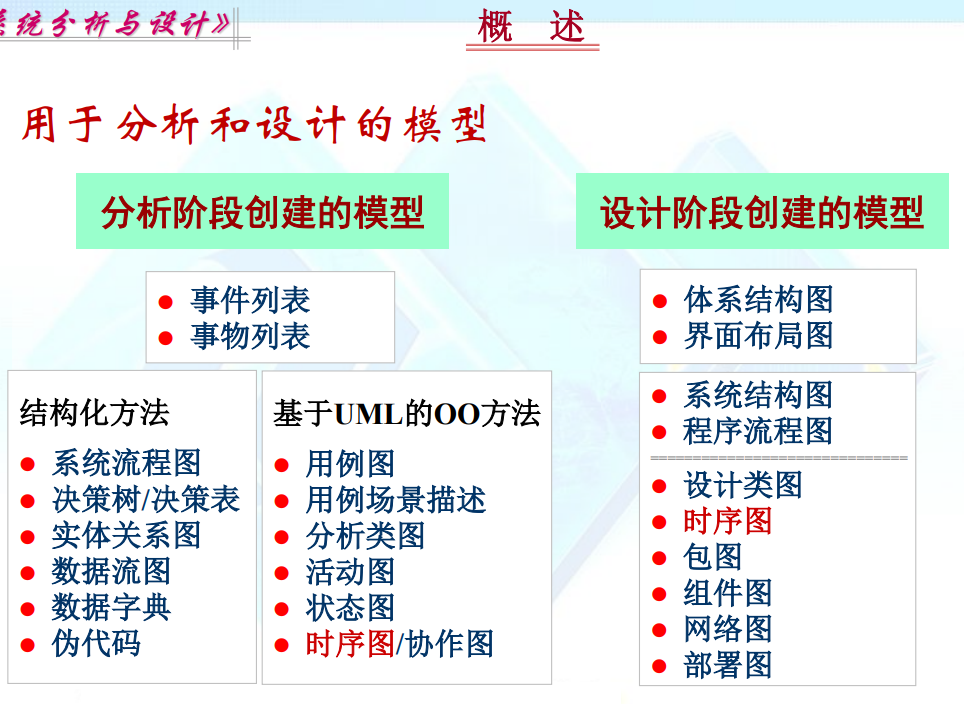 统分析与设计》
概 述
用于分析和设计的模型
分析阶段创建的模型
事件列表
事物列表
结构化方法
系统流程图
决策树/决策表
实体关系图
数据流图
数据字典
伪代码
基于UML的OO方法
用例图
用例场景描述
分析类图
活动图
状态图
时序图/协作图
设计阶段创建的模型
体系结构图
界面布局图
系统结构图
程序流程图
==============================
设计类图
时序图
包图
组件图
网络图
部署图